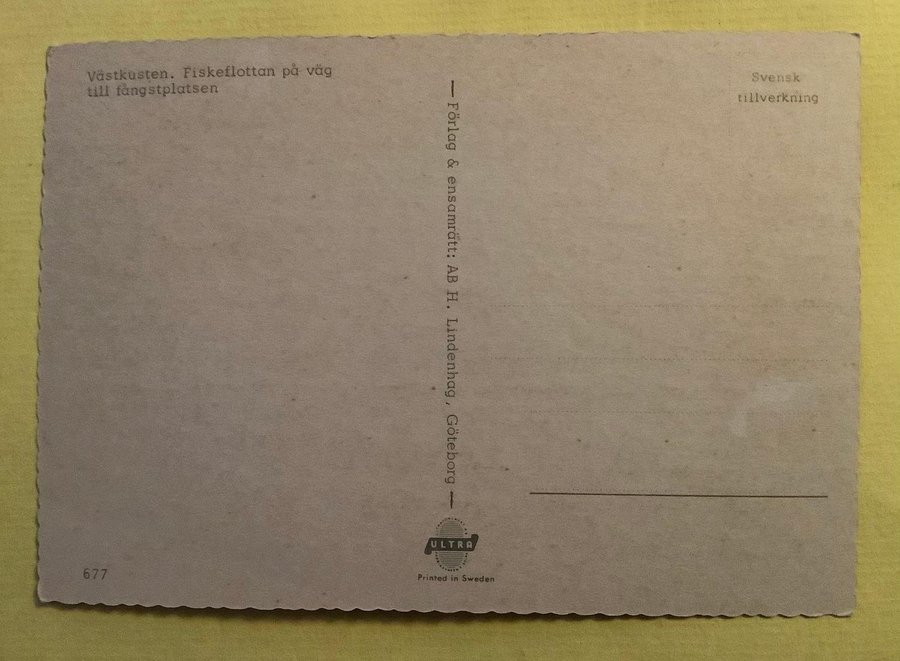 Västkusten. Fiskeflottan på väg
till fångstplatsen
Svensk
tillverkning
— Förlag & ensamrätt: AB H. Lindenhag, Göteborg —
ULTRA
Printed in Sweden
677